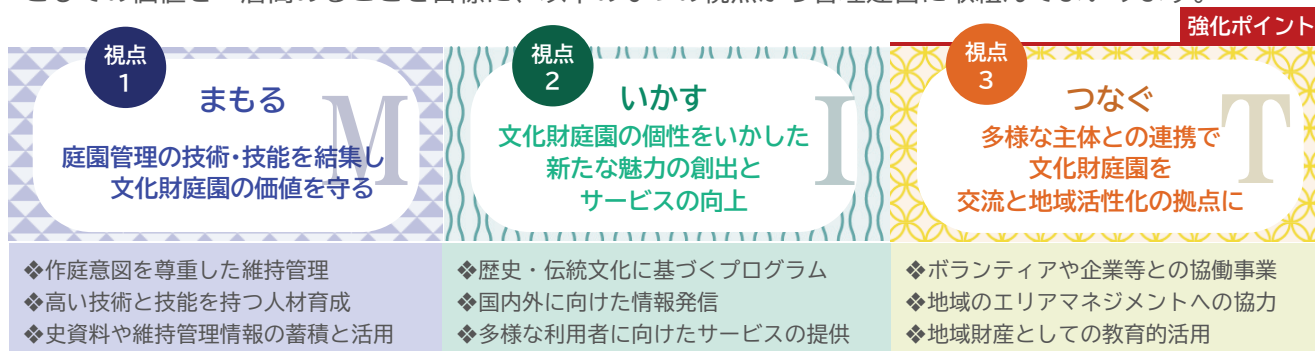 強化ポイント
視点
1
まもる
M
庭園管理の技術・技能を結集し
文化財庭園の価値を守る
❖作庭意図を尊重した維持管理
❖高い技術と技能を持つ人材育成
❖史資料や維持管理情報の蓄積と活用
視点
2
いかす
I
文化財庭園の個性をいかした
新たな魅力の創出と
サービスの向上
❖歴史・伝統文化に基づくプログラム
❖国内外に向けた情報発信
❖多様な利用者に向けたサービスの提供
視点
3
つなぐ
T
多様な主体との連携で
文化財庭園を
交流と地域活性化の拠点に
❖ボランティアや企業等との協働事業
❖地域のエリアマネジメントへの協力
❖地域財産としての教育的活用